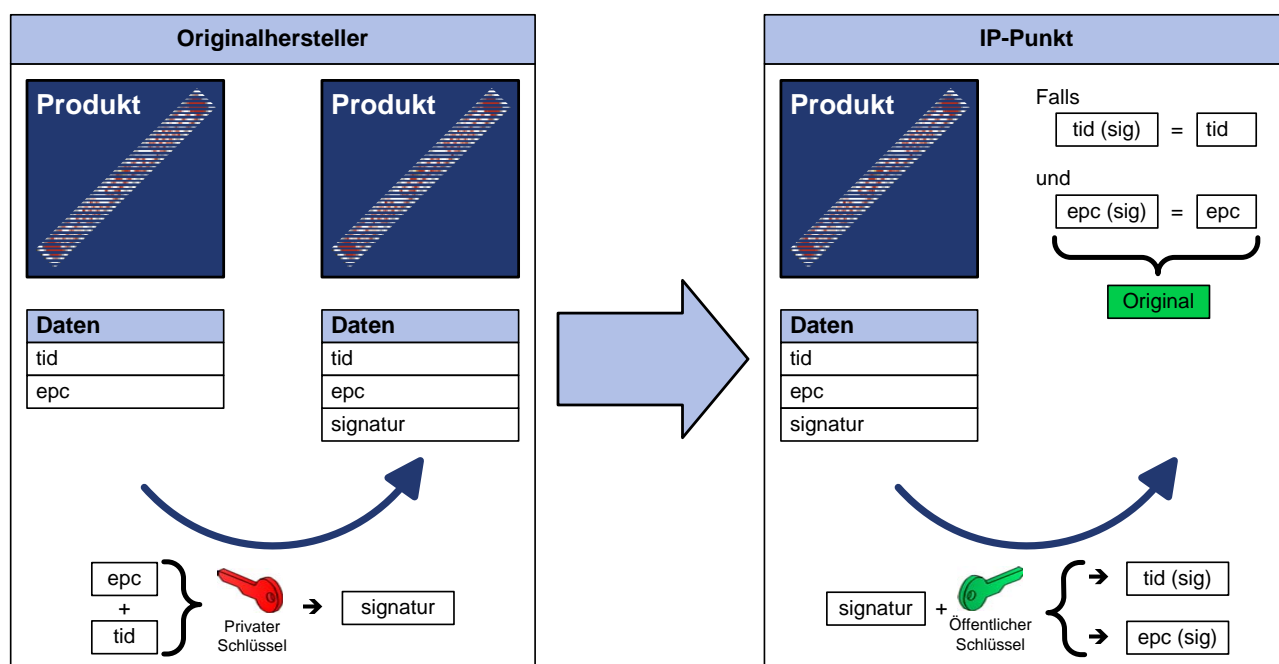 Originalhersteller
Produkt
Produkt
Daten
tid
epc
Daten
tid
epc
signatur
epc
+
tid
Privater
Schlüssel
signatur
IP-Punkt
Produkt
Falls
tid (sig) = tid
und
epc (sig) = epc
Original
Daten
tid
epc
signatur
signatur +
Öffentlicher
Schlüssel
tid (sig)
epc (sig)